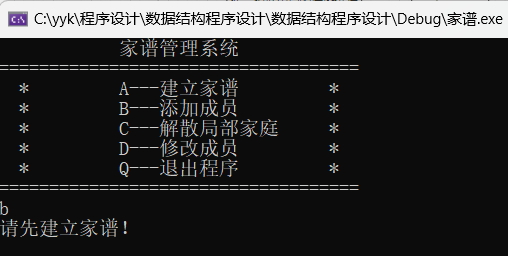 C:\yyk\程序设计\数据结构程序设计\数据结构程序设计\Debug\家谱.exe
家谱管理系统
====================================
* A---建立家谱 *
* B---添加成员 *
* C---解散局部家庭 *
* D---修改成员 *
* Q---退出程序 *
====================================
b
请先建立家谱!